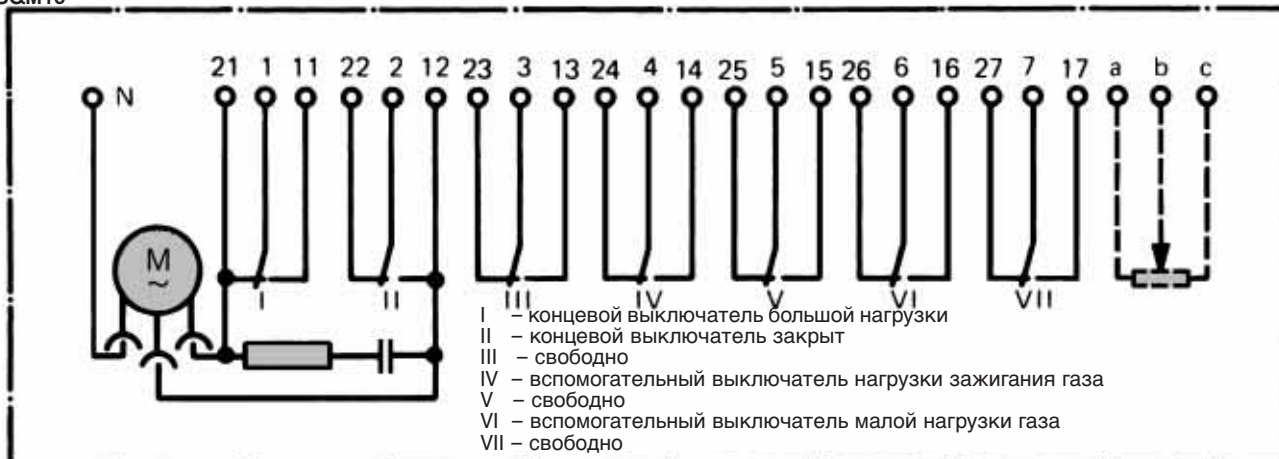 N 21 1 11 22 2 12 23 3 13 24 4 14 25 5 15 26 6 16 27 7 17 a b c
M
~
I II III IV V VI VII
I – концевой выключатель большой нагрузки
II – концевой выключатель закрыт
III – свободно
IV – вспомогательный выключатель нагрузки зажигания газа
V – свободно
VI – вспомогательный выключатель малой нагрузки газа
VII – свободно